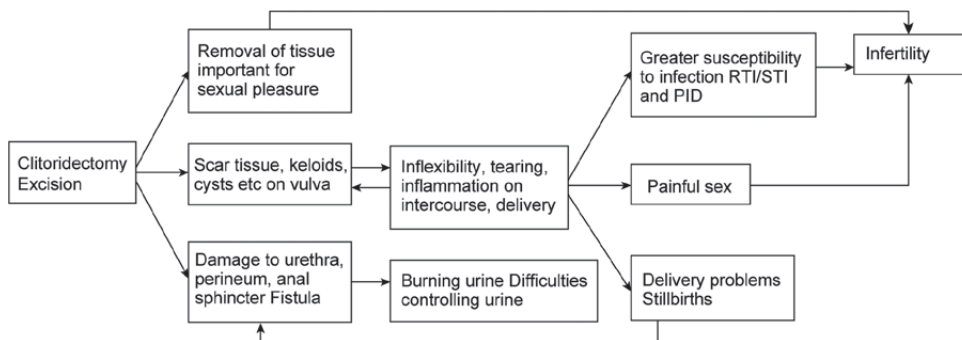 Removal of tissue
important for
sexual pleasure
Greater susceptibility
to infection RTI/STI
and PID
Infertility
Clitoridectomy
Excision
Scar tissue, keloids,
cysts etc on vulva
Inflexibility, tearing,
inflammation on
intercourse, delivery
Painful sex
Damage to urethra,
perineum, anal
sphincter Fistula
Burning urine Difficulties
controlling urine
Delivery problems
Stillbirths